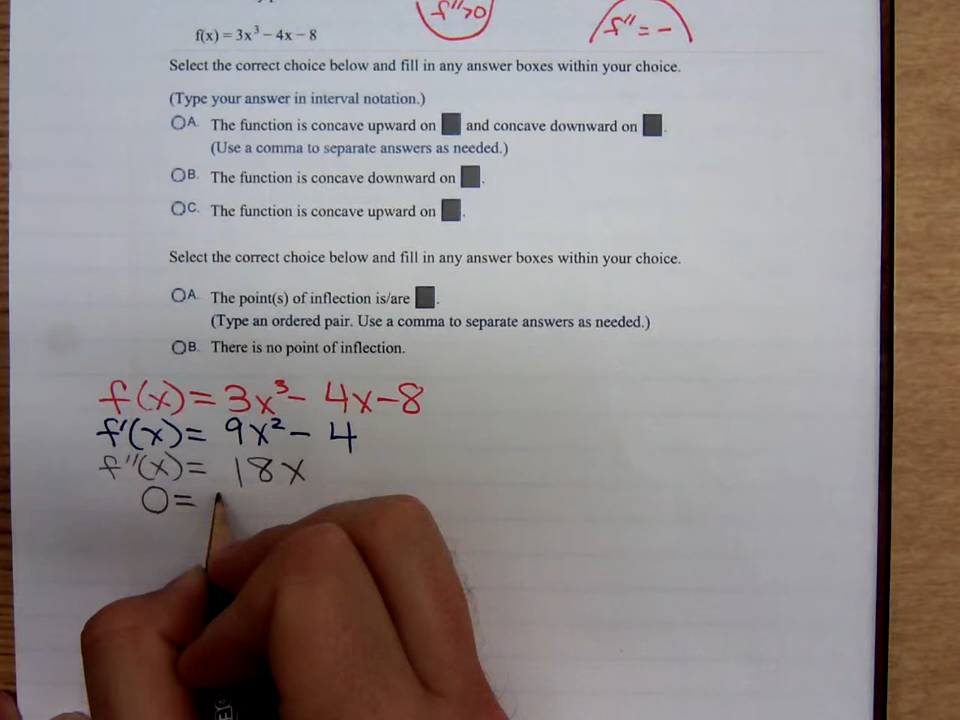 f''>0
f'' = -
f(x) = 3x³ – 4x – 8
Select the correct choice below and fill in any answer boxes within your choice.
(Type your answer in interval notation.)
A. The function is concave upward on and concave downward on .
(Use a comma to separate answers as needed.)
B. The function is concave downward on .
C. The function is concave upward on .
Select the correct choice below and fill in any answer boxes within your choice.
A. The point(s) of inflection is/are .
(Type an ordered pair. Use a comma to separate answers as needed.)
B. There is no point of inflection.
f(x) = 3x³ - 4x - 8
f'(x) = 9x² - 4
f''(x) = 18x
0 =